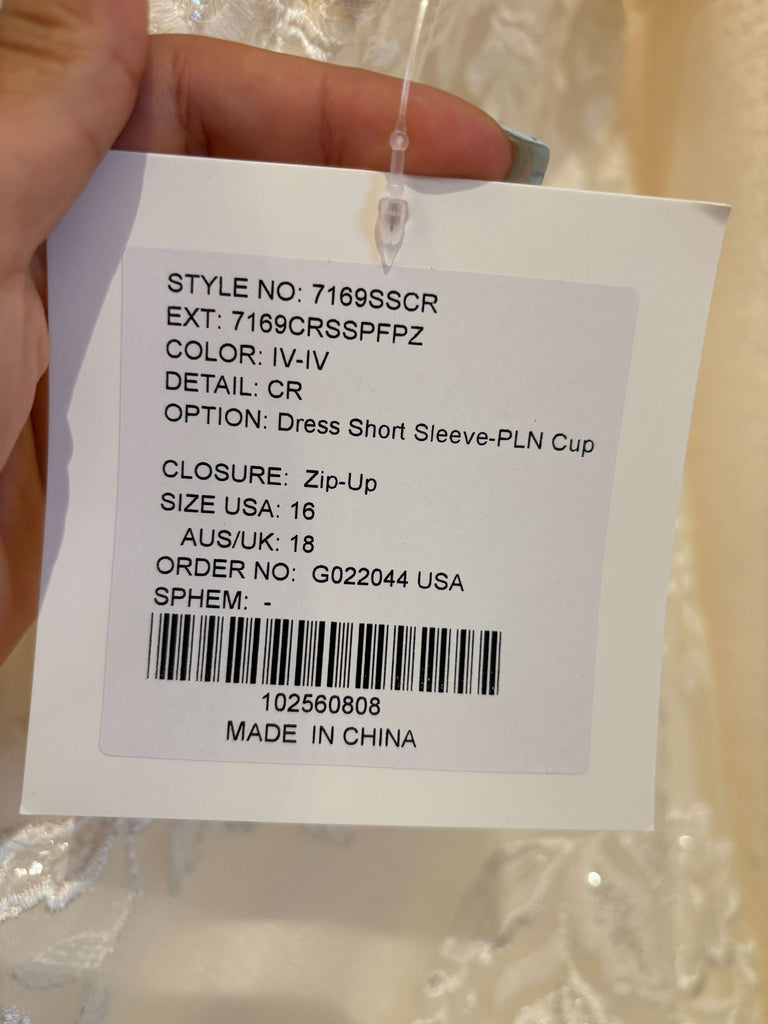 STYLE NO: 7169SSCR
EXT: 7169CRSSPFPZ
COLOR: IV-IV
DETAIL: CR
OPTION: Dress Short Sleeve-PLN Cup
CLOSURE: Zip-Up
SIZE USA: 16
AUS/UK: 18
ORDER NO: G022044 USA
SPHEM: -
102560808
MADE IN CHINA